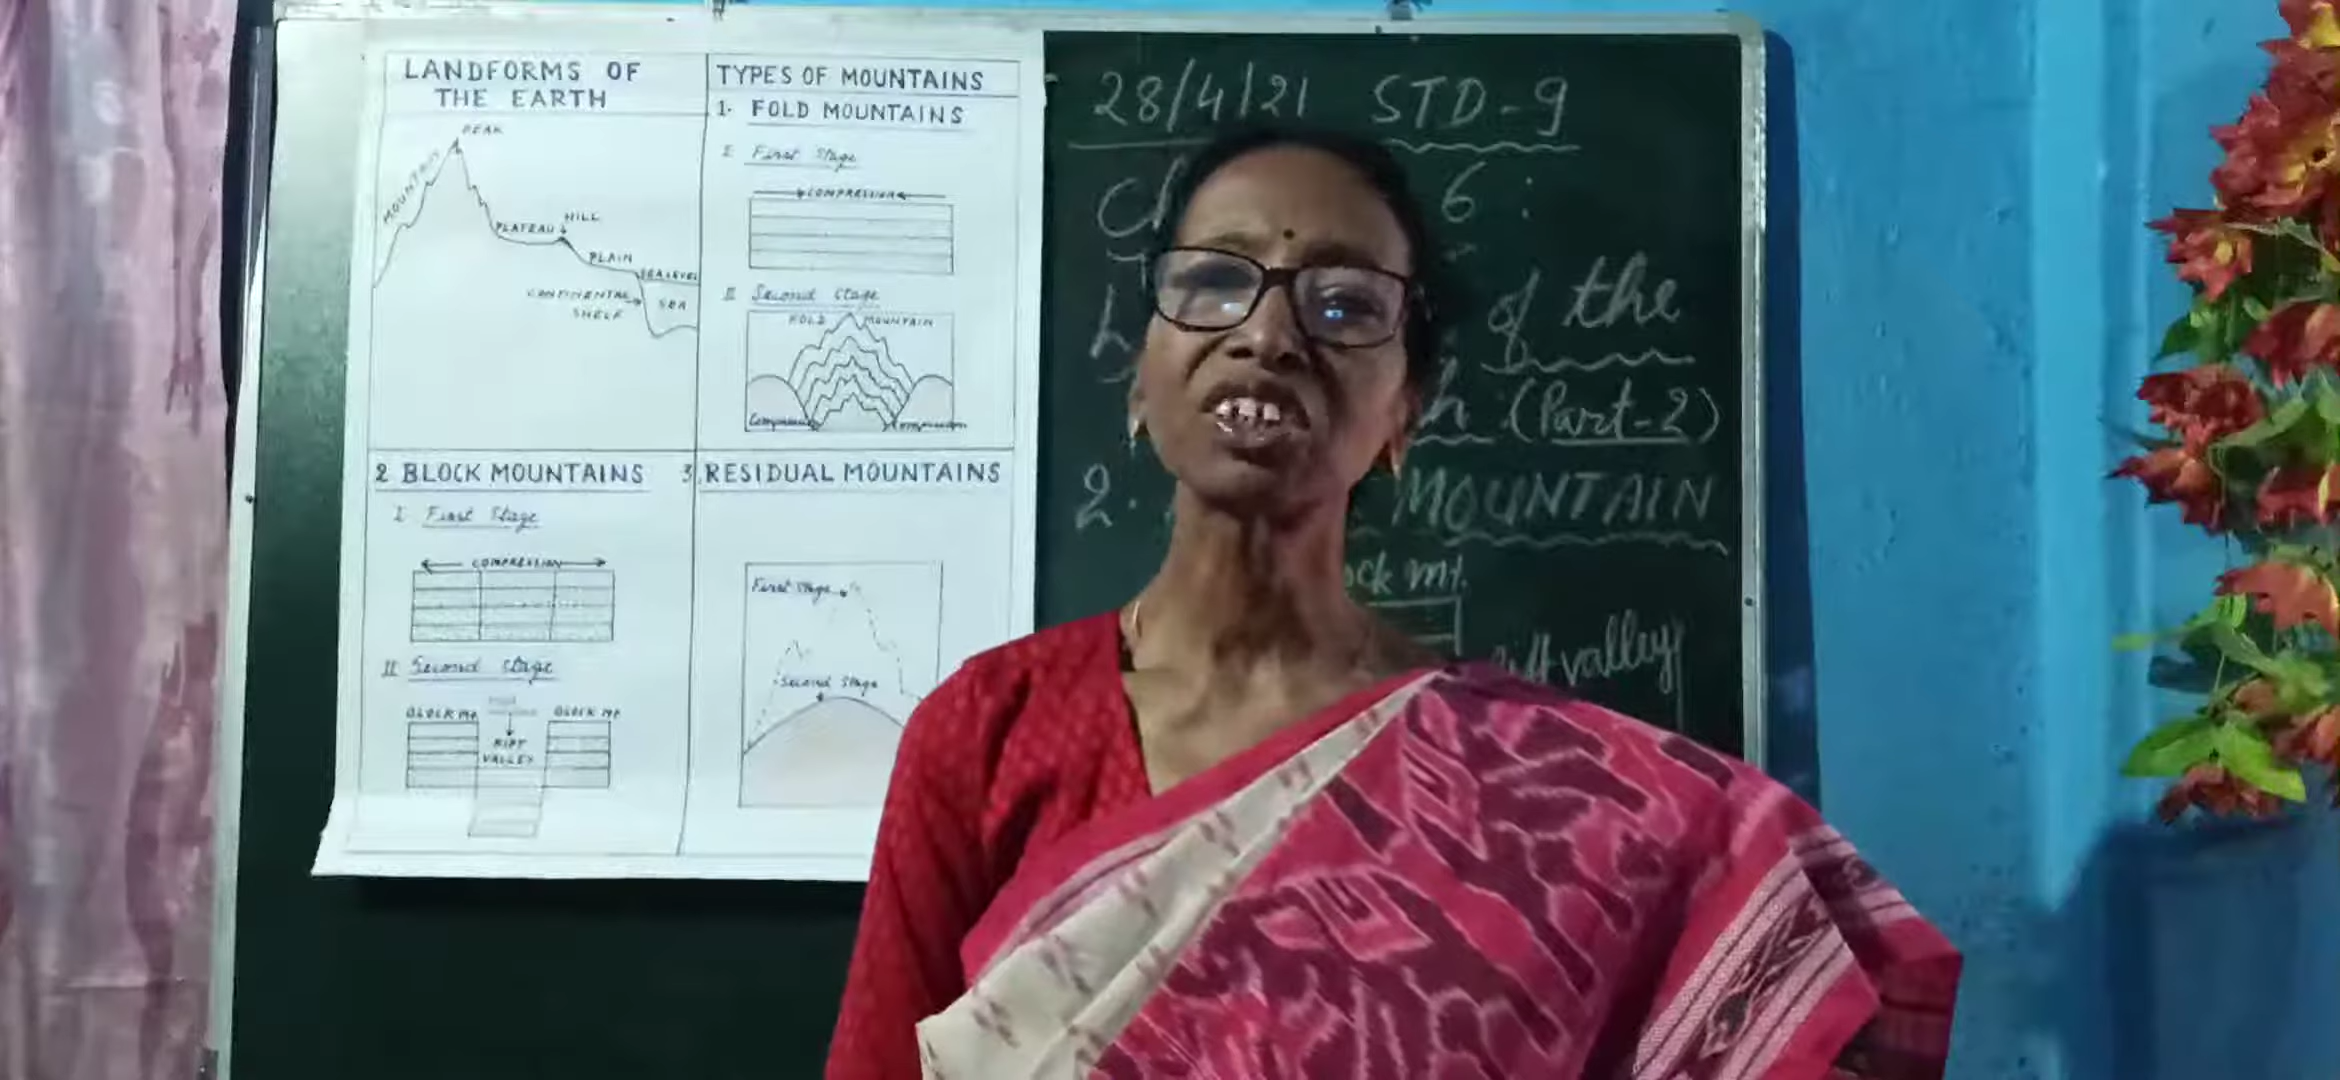 LANDFORMS OF
THE EARTH
PEAK
MOUNTAINS
HILL
PLATEAU
PLAIN
SEA LEVEL
CONTINENTAL
SHELF
SEA
TYPES OF MOUNTAINS
1. FOLD MOUNTAINS
I First Stage
COMPRESSION
II Second Stage
FOLD MOUNTAIN
Compression Compression
2 BLOCK MOUNTAINS
I First Stage
COMPRESSION
II Second Stage
BLOCK MT BLOCK MT
RIFT
VALLEY
3. RESIDUAL MOUNTAINS
First Stage
Second Stage
28/4/21 STD-9
6:
of the
(Part-2)
2. MOUNTAIN
mt.
valley